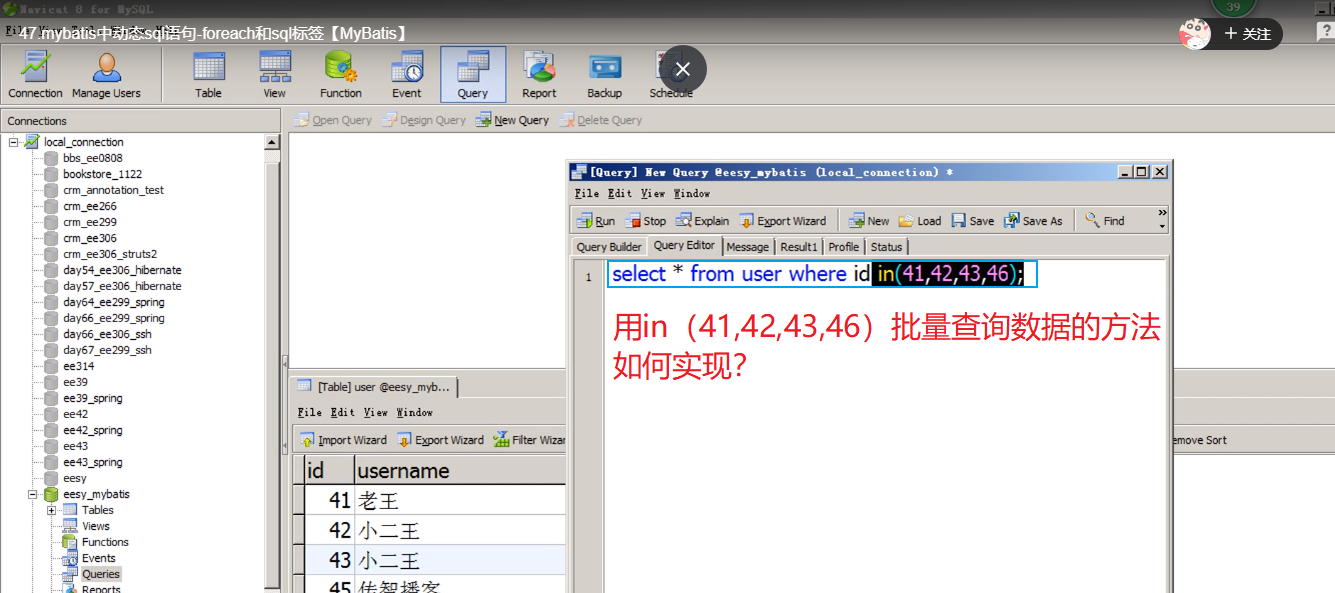 Navicat 8 for MySQL
39
47.mybatis中动态sql语句-foreach和sql标签【MyBatis】
+ 关注
?
Connection
Manage Users
Table
View
Function
Event
Query
Report
Backup
Schedule
Connections
Open Query
Design Query
New Query
Delete Query
local_connection
bbs_ee0808
bookstore_1122
crm_annotation_test
crm_ee266
crm_ee299
crm_ee306
crm_ee306_struts2
day54_ee306_hibernate
day57_ee306_hibernate
day64_ee299_spring
day66_ee299_spring
day66_ee306_ssh
day67_ee299_ssh
ee314
ee39
ee39_spring
ee42
ee42_spring
ee43
ee43_spring
eesy
eesy_mybatis
Tables
Views
Functions
Events
Queries
Reports
[Query] New Query @eesy_mybatis (local_connection) *
File Edit View Window
Run
Stop
Explain
Export Wizard
New
Load
Save
Save As
Find
Query Builder
Query Editor
Message
Result1
Profile
Status
1
select * from user where id in(41,42,43,46);
用in（41,42,43,46）批量查询数据的方法
如何实现？
[Table] user @eesy_myb...
File Edit View Window
Import Wizard
Export Wizard
Filter Wizar
emove Sort
id username
41 老王
42 小二王
43 小二王
45 传智播客